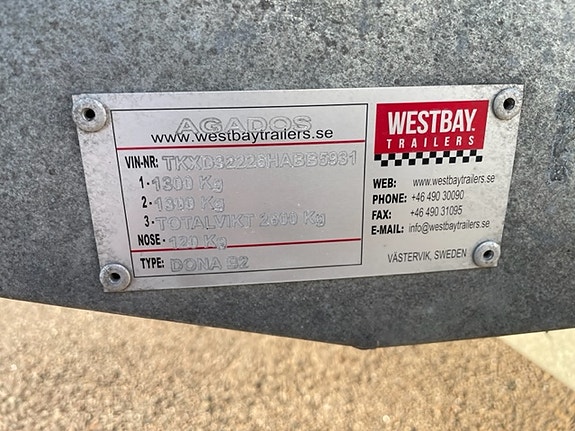 AGADOS
www.westbaytrailers.se
VIN-NR: TKXD32226HABB5931
1 - 1300 Kg
2 - 1300 Kg
3 - TOTALVIKT 2600 Kg
NOSE - 120 Kg
TYPE: DONA B2
WESTBAY.
TRAILERS
WEB: www.westbaytrailers.se
PHONE: +46 490 30090
FAX: +46 490 31095
E-MAIL: info@westbaytrailers.se
VÄSTERVIK, SWEDEN